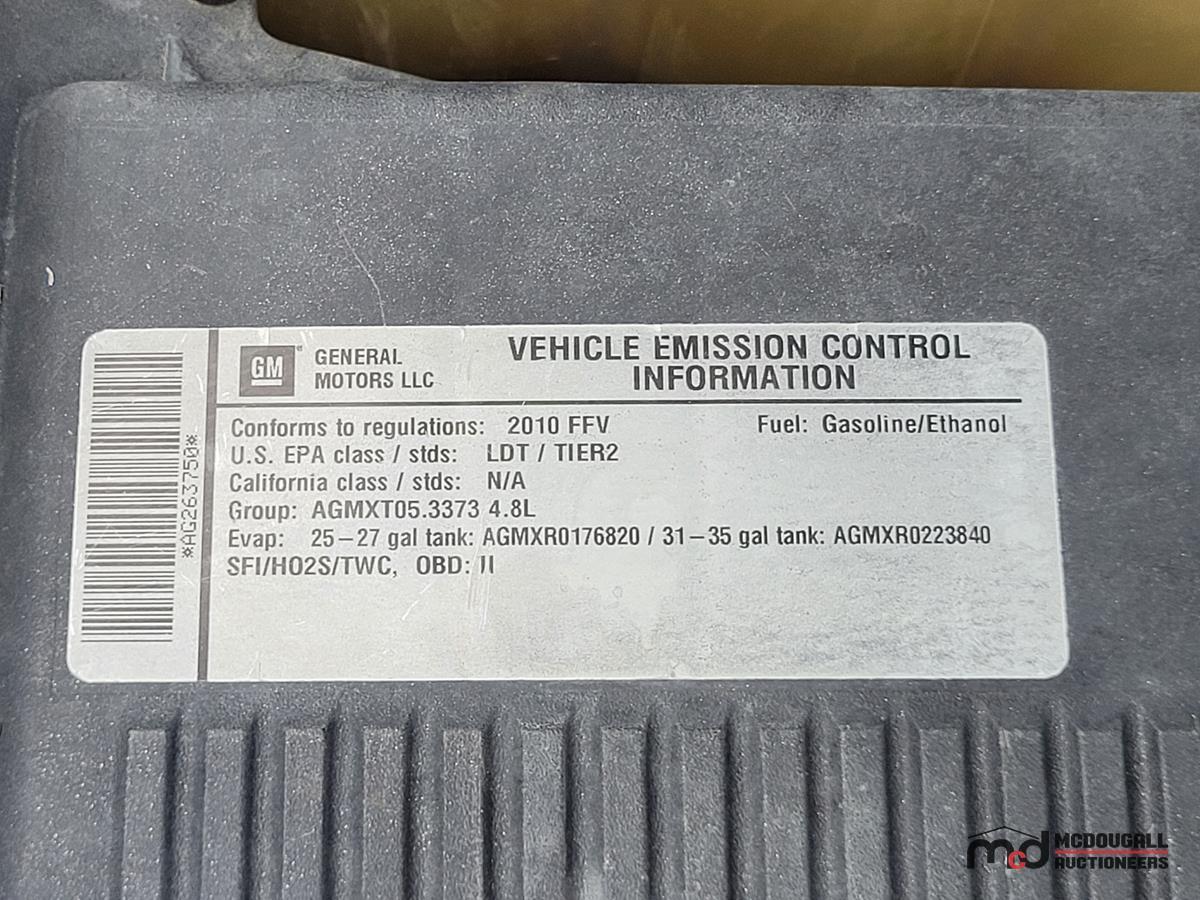 GM
GENERAL
MOTORS LLC
VEHICLE EMISSION CONTROL
INFORMATION
Conforms to regulations: 2010 FFV Fuel: Gasoline/Ethanol
U.S. EPA class / stds: LDT / TIER2
California class / stds: N/A
Group: AGMXT05.3373 4.8L
Evap: 25-27 gal tank: AGMXR0176820 / 31-35 gal tank: AGMXR0223840
SFI/HO2S/TWC, OBD: II
*AG263750*
mcd MCDOUGALL
AUCTIONEERS